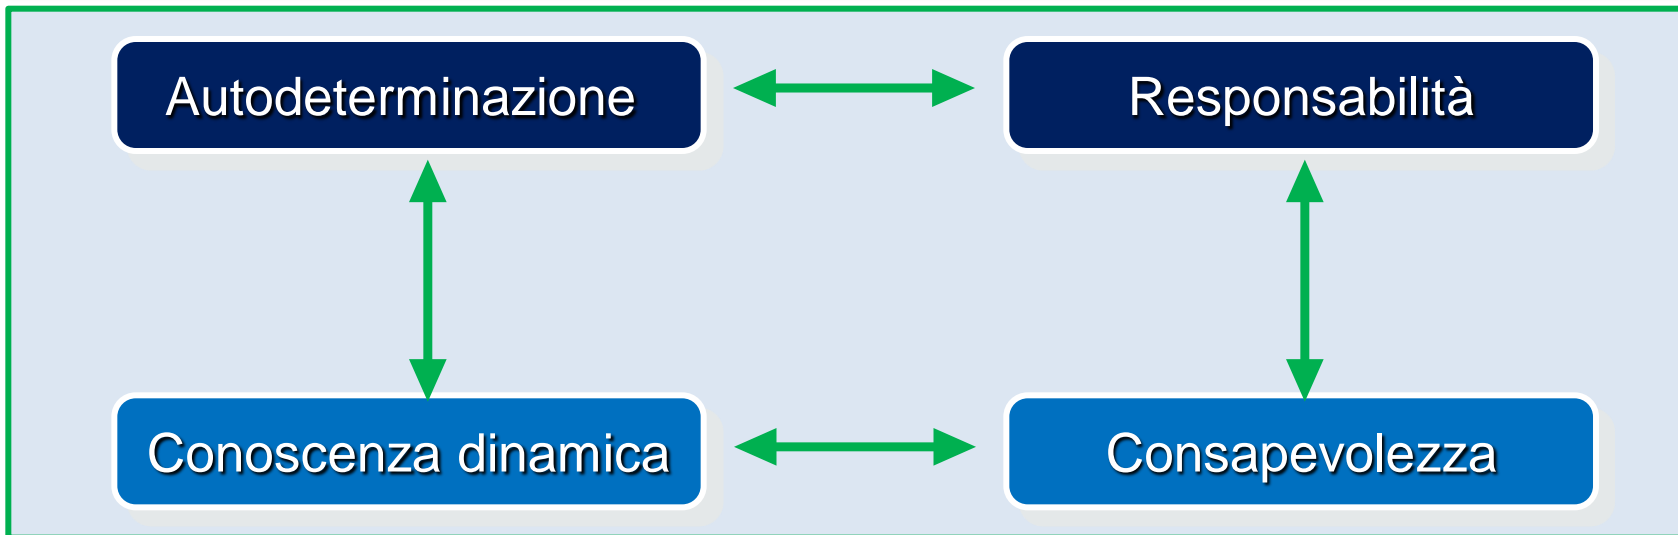 Autodeterminazione
Responsabilità
Conoscenza dinamica
Consapevolezza